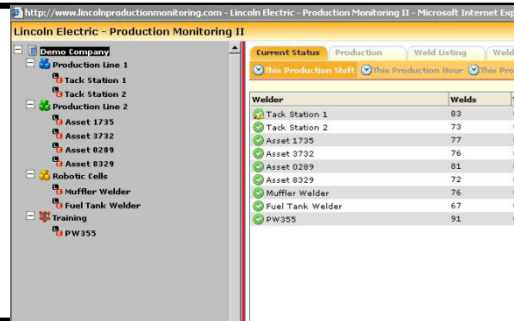 http://www.lincolnproductionmonitoring.com - Lincoln Electric - Production Monitoring II - Microsoft Internet Exp
Lincoln Electric - Production Monitoring II
Demo Company
Production Line 1
Tack Station 1
Tack Station 2
Production Line 2
Asset 1735
Asset 3732
Asset 0289
Asset 8329
Robotic Cells
Muffler Welder
Fuel Tank Welder
Training
PW355
Current Status Production Weld Listing Weld
This Production Shift This Production Hour This Pro
Welder Welds
Tack Station 1 83
Tack Station 2 73
Asset 1735 77
Asset 3732 76
Asset 0289 81
Asset 8329 72
Muffler Welder 76
Fuel Tank Welder 67
PW355 91